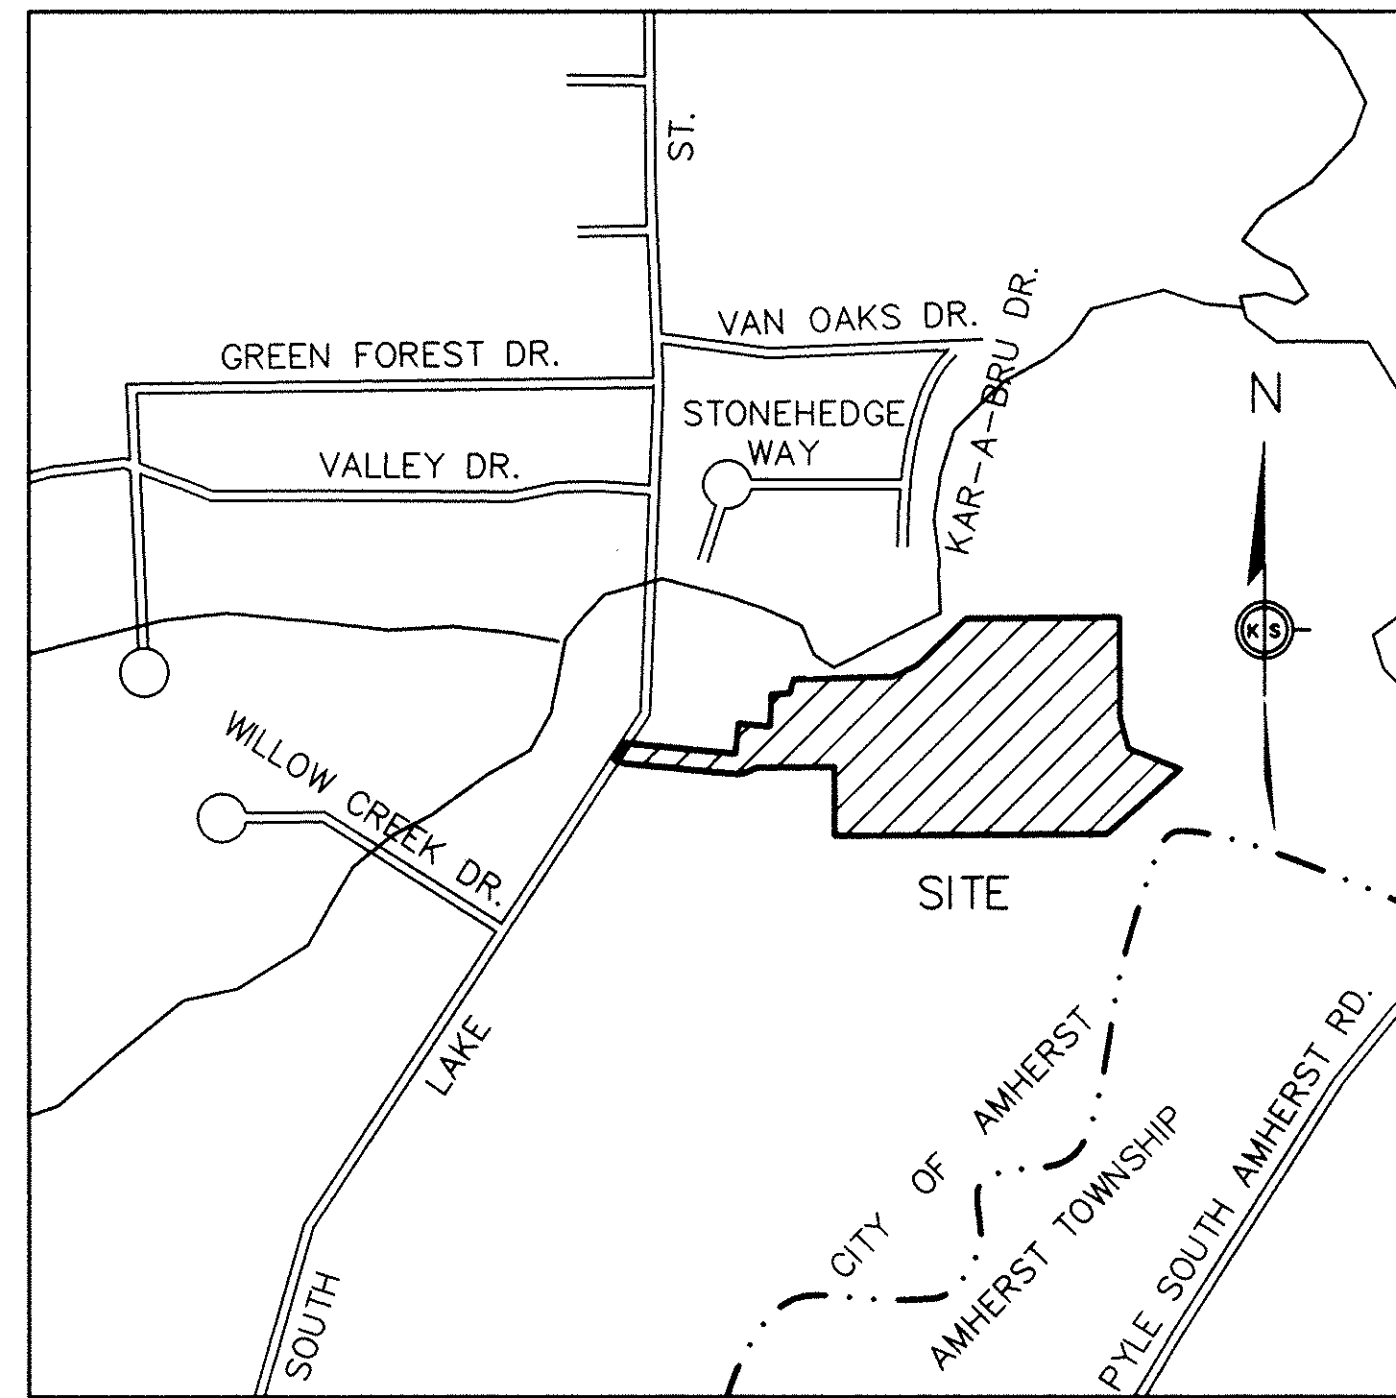 ST.
VAN OAKS DR.
GREEN FOREST DR.
KAR-A-BRU DR.
STONEHEDGE
WAY
N
VALLEY DR.
K S
WILLOW CREEK DR.
SITE
LAKE
SOUTH
CITY OF AMHERST
AMHERST TOWNSHIP
PYLE SOUTH AMHERST RD.